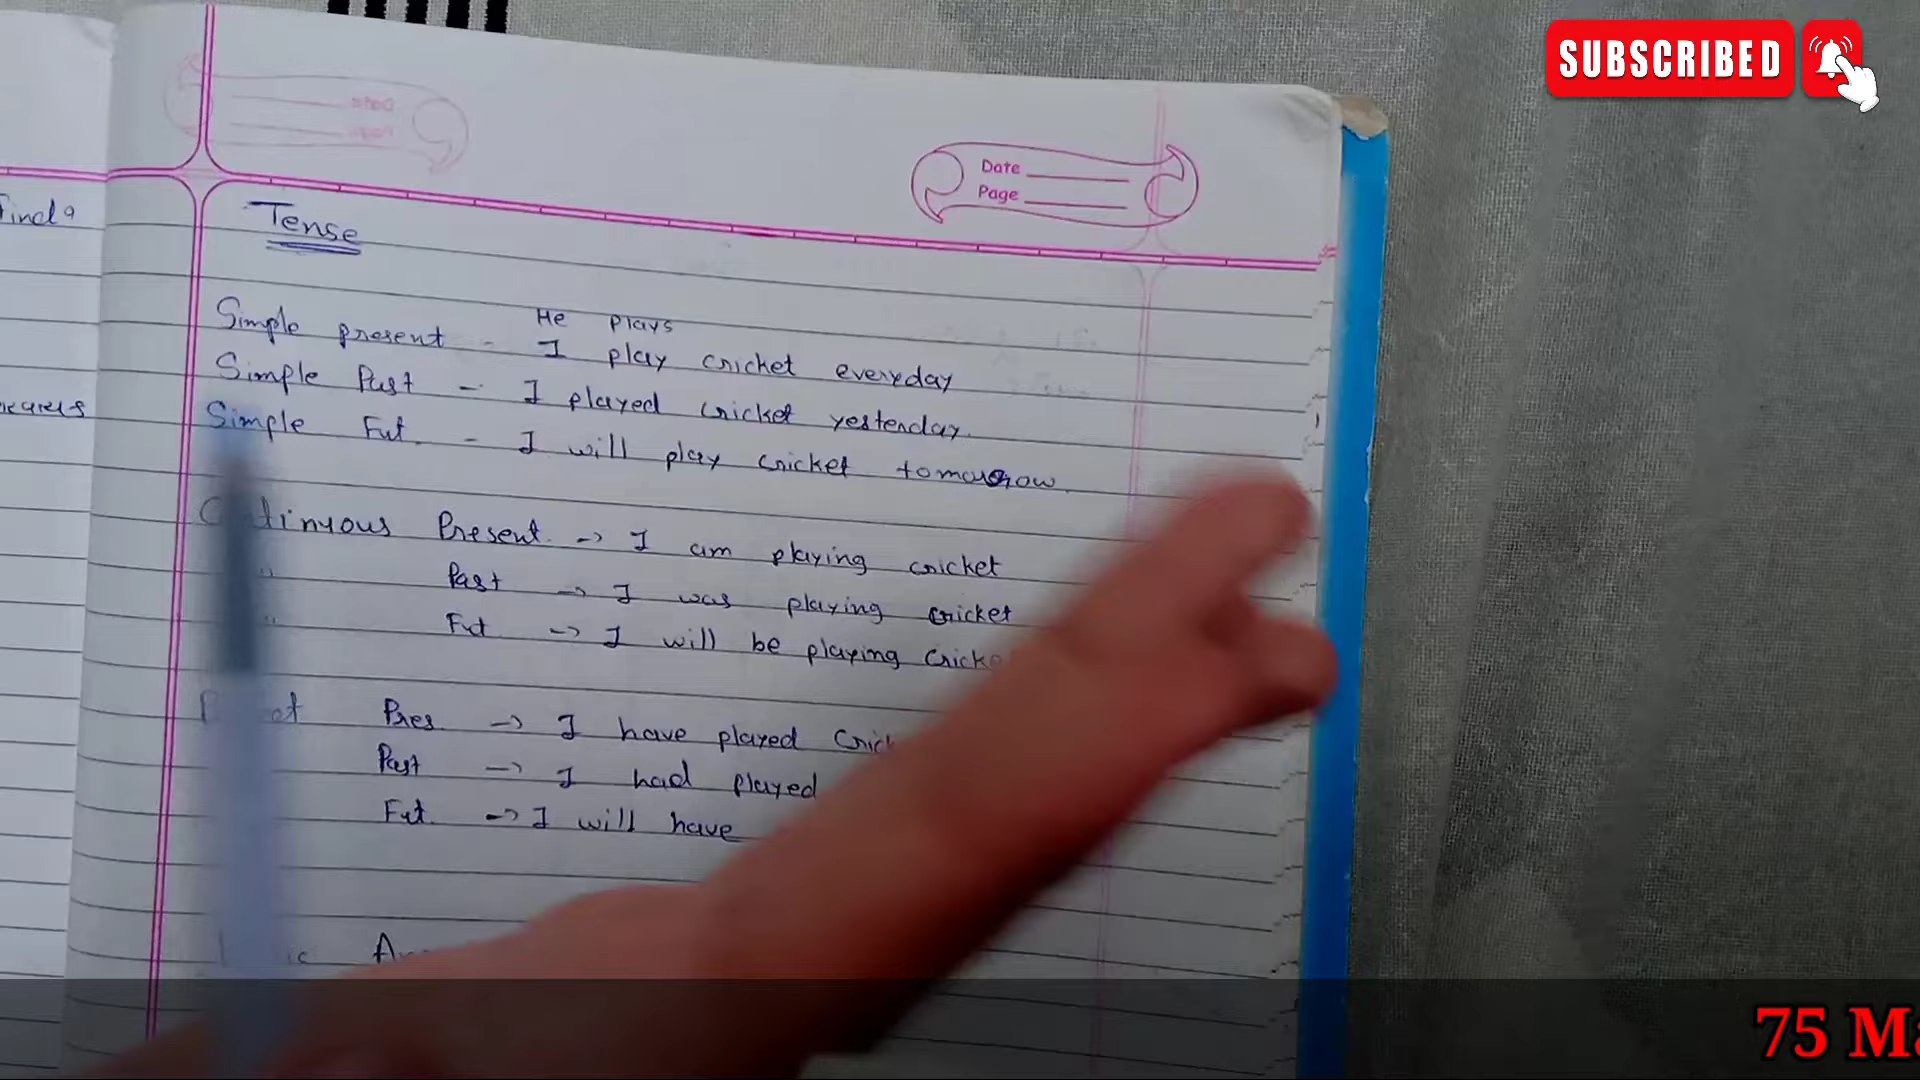 SUBSCRIBED
Date
Page
Tense
He plays
Simple present - I play cricket everyday
Simple Past - I played cricket yesterday.
Simple Fut. - I will play cricket tomorrow.
Present -> I am playing cricket
" Past -> I was playing cricket
" Fut -> I will be playing
Pres -> I have played
Past -> I had played
Fut. -> I will have
75